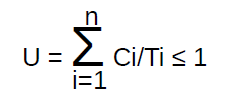 n
U = ∑ Ci/Ti ≤ 1
i=1